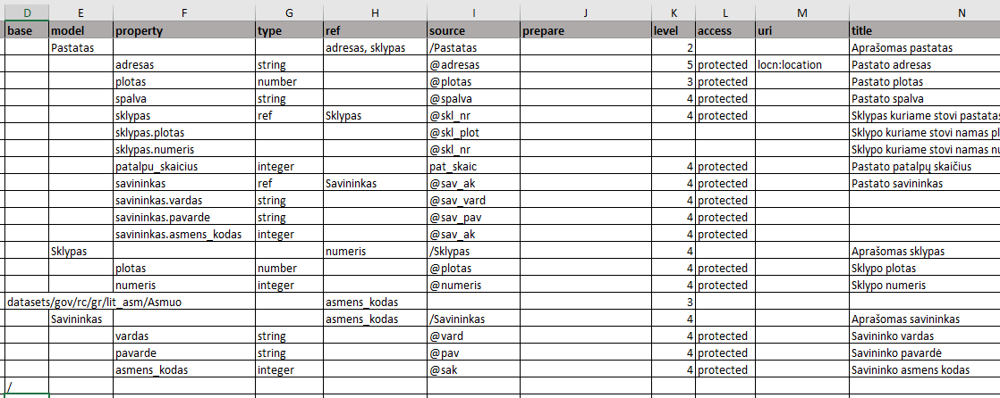 D E F G H I J K L M N
base model property type ref source prepare level access uri title
Pastatas adresas, sklypas /Pastatas 2 Aprašomas pastatas
adresas string @adresas 5 protected locn:location Pastato adresas
plotas number @plotas 3 protected Pastato plotas
spalva string @spalva 4 protected Pastato spalva
sklypas ref Sklypas @skl_nr 4 protected Sklypas kuriame stovi pastatas
sklypas.plotas @skl_plot Sklypo kuriame stovi namas pl
sklypas.numeris @skl_nr Sklypo kuriame stovi namas nu
patalpu_skaicius integer pat_skaic 4 protected Pastato patalpų skaičius
savininkas ref Savininkas @sav_ak 4 protected Pastato savininkas
savininkas.vardas string @sav_vard 4 protected
savininkas.pavarde string @sav_pav 4 protected
savininkas.asmens_kodas integer @sav_ak 4 protected
Sklypas numeris /Sklypas 4 Aprašomas sklypas
plotas number @plotas 4 protected Sklypo plotas
numeris integer @numeris 4 protected Sklypo numeris
datasets/gov/rc/gr/lit_asm/Asmuo asmens_kodas 3
Savininkas asmens_kodas /Savininkas 4 Aprašomas savininkas
vardas string @vard 4 protected Savininko vardas
pavarde string @pav 4 protected Savininko pavardė
asmens_kodas integer @sak 4 protected Savininko asmens kodas
/